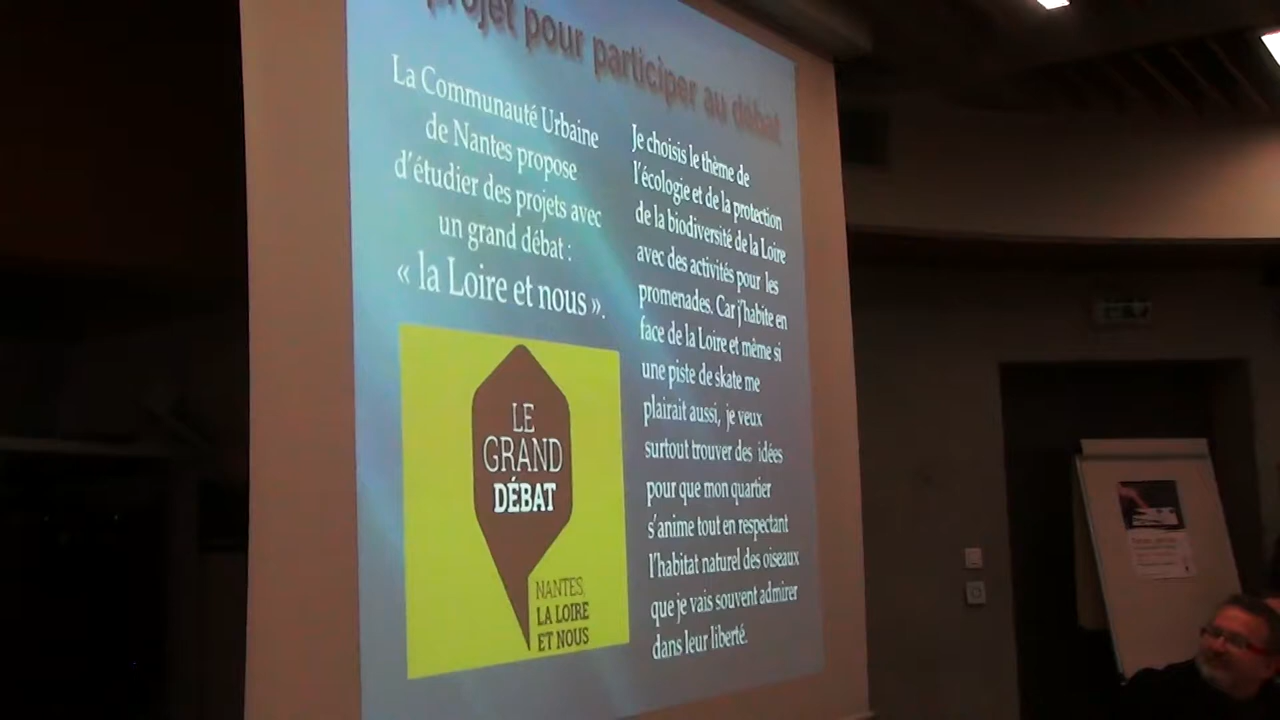 projet pour participer au débat
La Communauté Urbaine
de Nantes propose
d'étudier des projets avec
un grand débat :
« la Loire et nous ».
LE
GRAND
DÉBAT
NANTES,
LA LOIRE
ET NOUS
Je choisis le thème de
l'écologie et de la protection
de la biodiversité de la Loire
avec des activités pour les
promenades. Car j'habite en
face de la Loire et même si
une piste de skate me
plairait aussi, je veux
surtout trouver des idées
pour que mon quartier
s'anime tout en respectant
l'habitat naturel des oiseaux
que je vais souvent admirer
dans leur liberté.